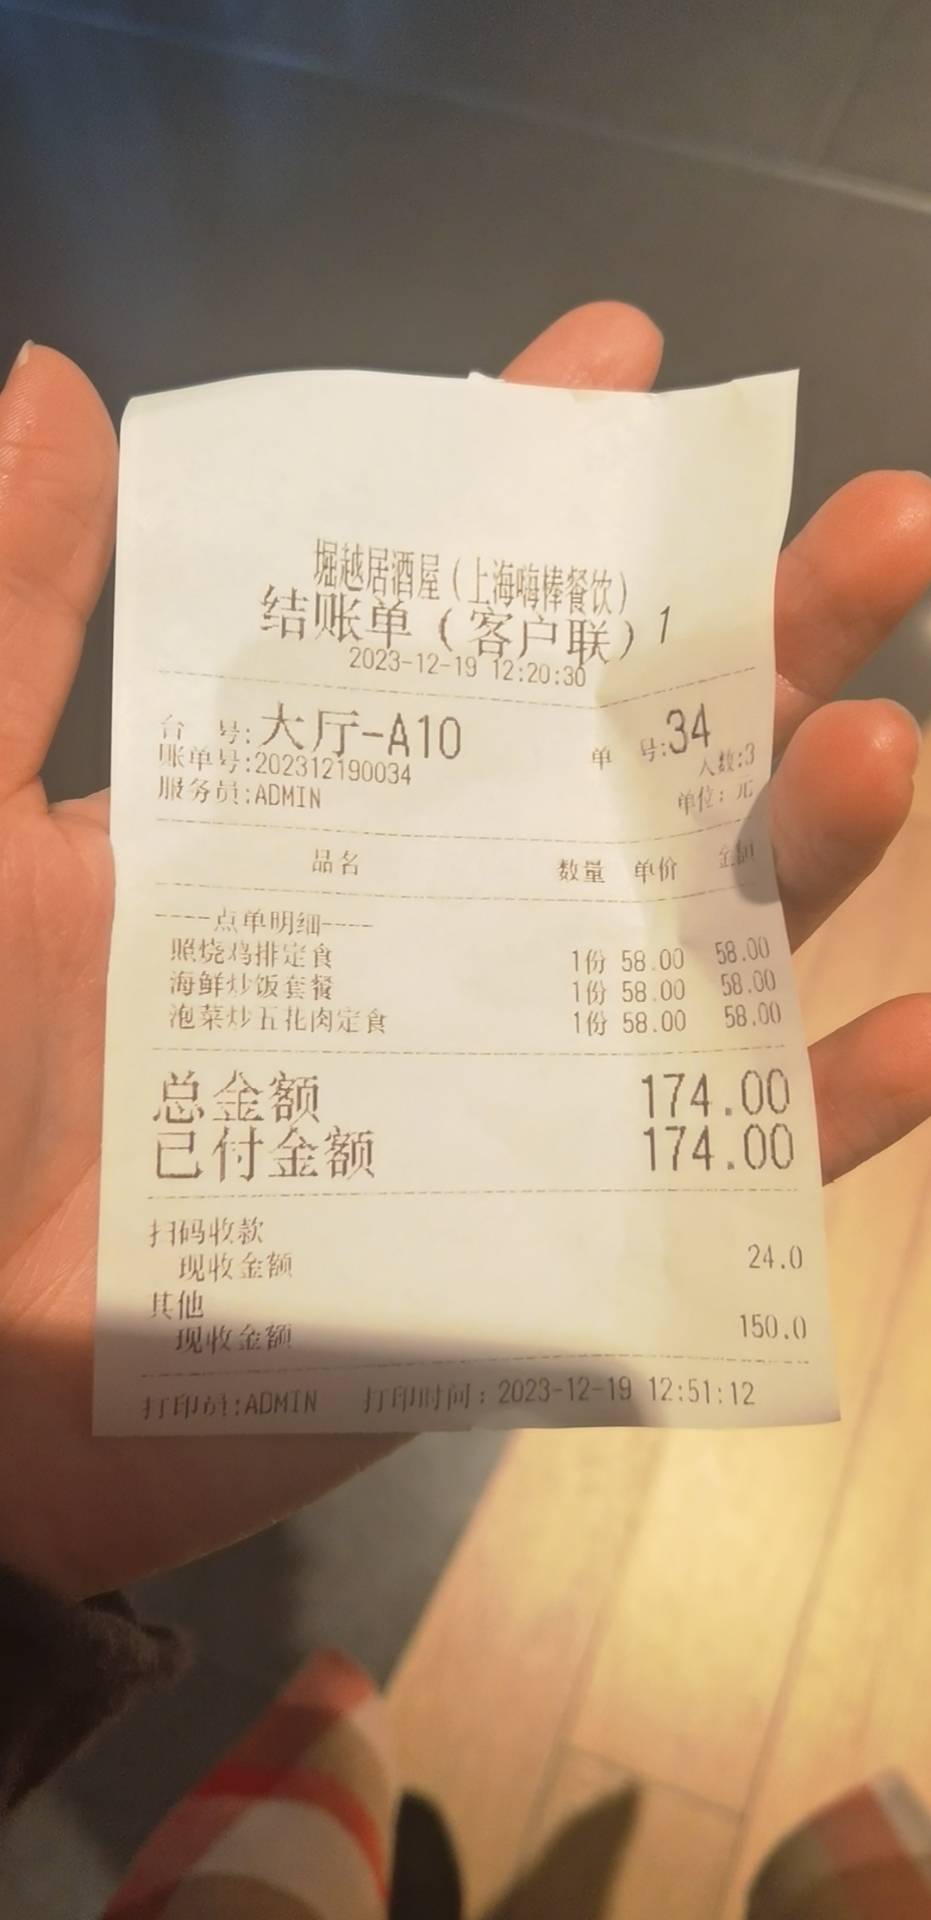 堀越居酒屋（上海嗨棒餐饮）
结账单（客户联）1
2023-12-19 12:20:30
台 号:大厅-A10 单 号:34
账单号:202312190034 人数:3
服务员:ADMIN 单位:元
品名 数量 单价 金额
----点单明细----
照烧鸡排定食 1份 58.00 58.00
海鲜炒饭套餐 1份 58.00 58.00
泡菜炒五花肉定食 1份 58.00 58.00
总金额 174.00
已付金额 174.00
扫码收款
现收金额 24.0
其他
现收金额 150.0
打印员:ADMIN 打印时间:2023-12-19 12:51:12